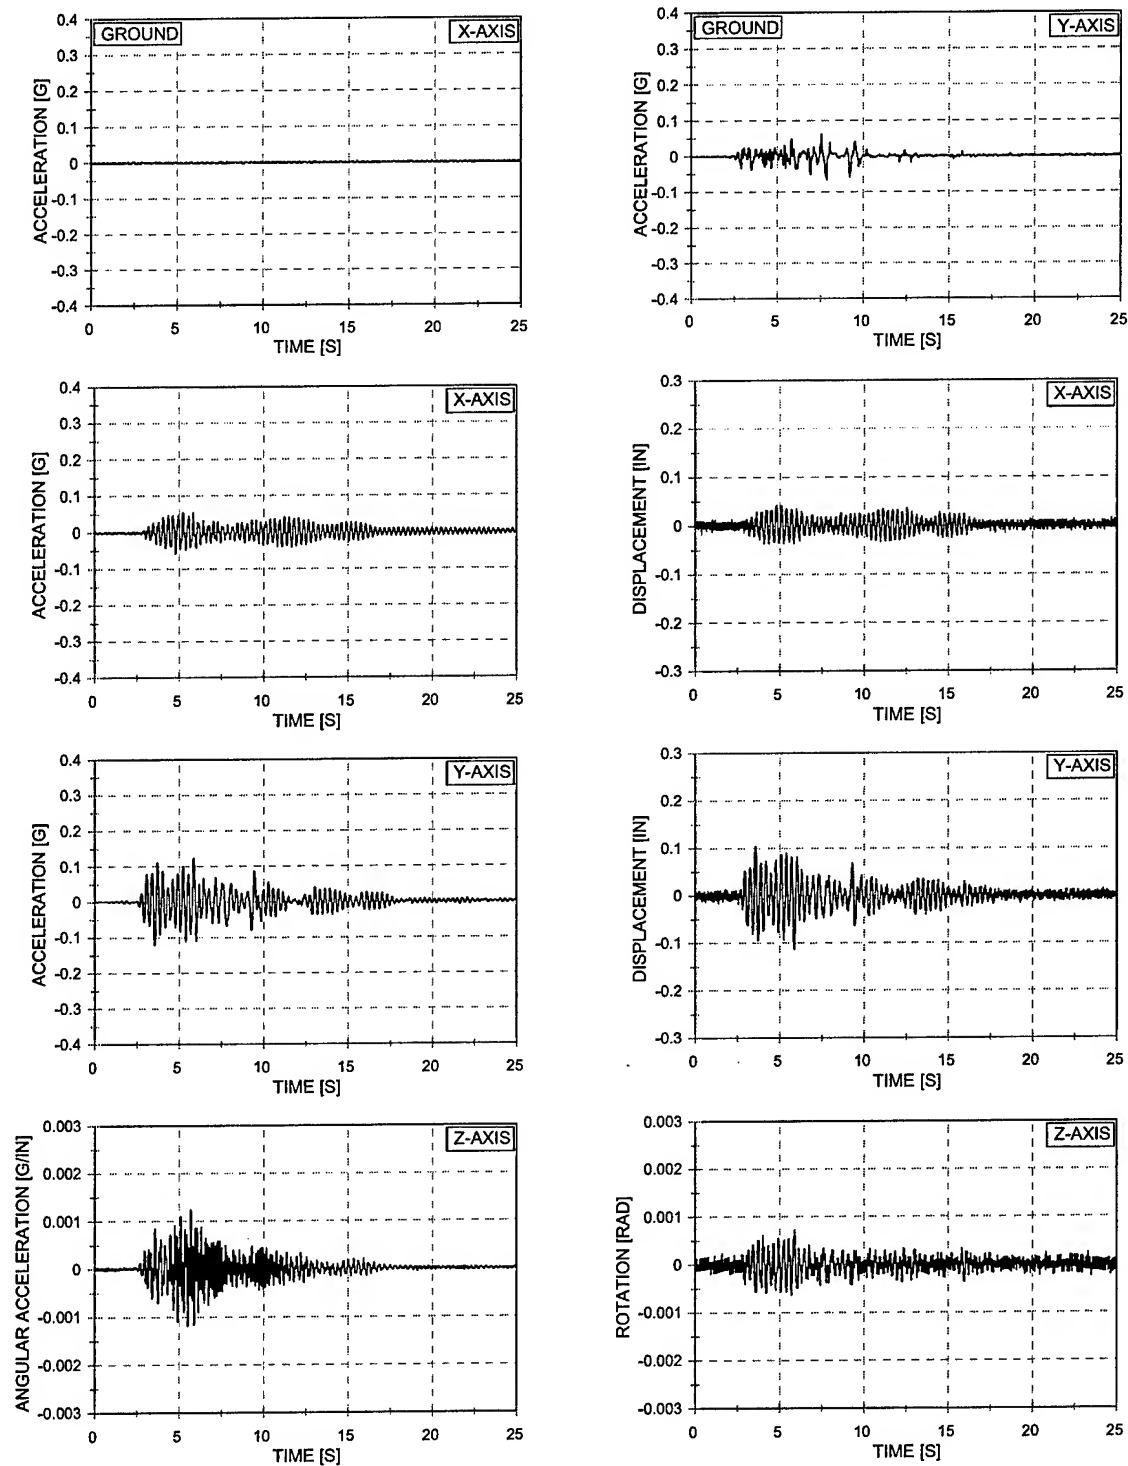 GROUND X-AXIS
ACCELERATION [G]
0.4
0.3
0.2
0.1
0
-0.1
-0.2
-0.3
-0.4
0 5 10 15 20 25
TIME [S]
GROUND Y-AXIS
ACCELERATION [G]
0.4
0.3
0.2
0.1
0
-0.1
-0.2
-0.3
-0.4
0 5 10 15 20 25
TIME [S]
X-AXIS
ACCELERATION [G]
0.4
0.3
0.2
0.1
0
-0.1
-0.2
-0.3
-0.4
0 5 10 15 20 25
TIME [S]
X-AXIS
DISPLACEMENT [IN]
0.3
0.2
0.1
0
-0.1
-0.2
-0.3
0 5 10 15 20 25
TIME [S]
Y-AXIS
ACCELERATION [G]
0.4
0.3
0.2
0.1
0
-0.1
-0.2
-0.3
-0.4
0 5 10 15 20 25
TIME [S]
Y-AXIS
DISPLACEMENT [IN]
0.3
0.2
0.1
0
-0.1
-0.2
-0.3
0 5 10 15 20 25
TIME [S]
Z-AXIS
ANGULAR ACCELERATION [G/IN]
0.003
0.002
0.001
0
-0.001
-0.002
-0.003
0 5 10 15 20 25
TIME [S]
Z-AXIS
ROTATION [RAD]
0.003
0.002
0.001
0
-0.001
-0.002
-0.003
0 5 10 15 20 25
TIME [S]